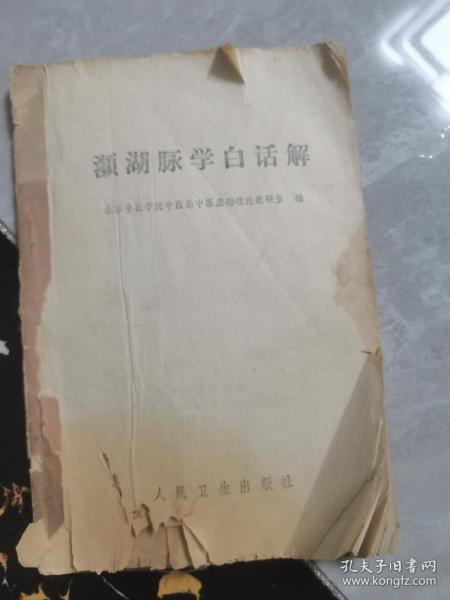 濒湖脉学白话解
北京中医学院中医系中医基础理论教研室 编
人民卫生出版社
孔夫子旧书网
www.kongfz.com